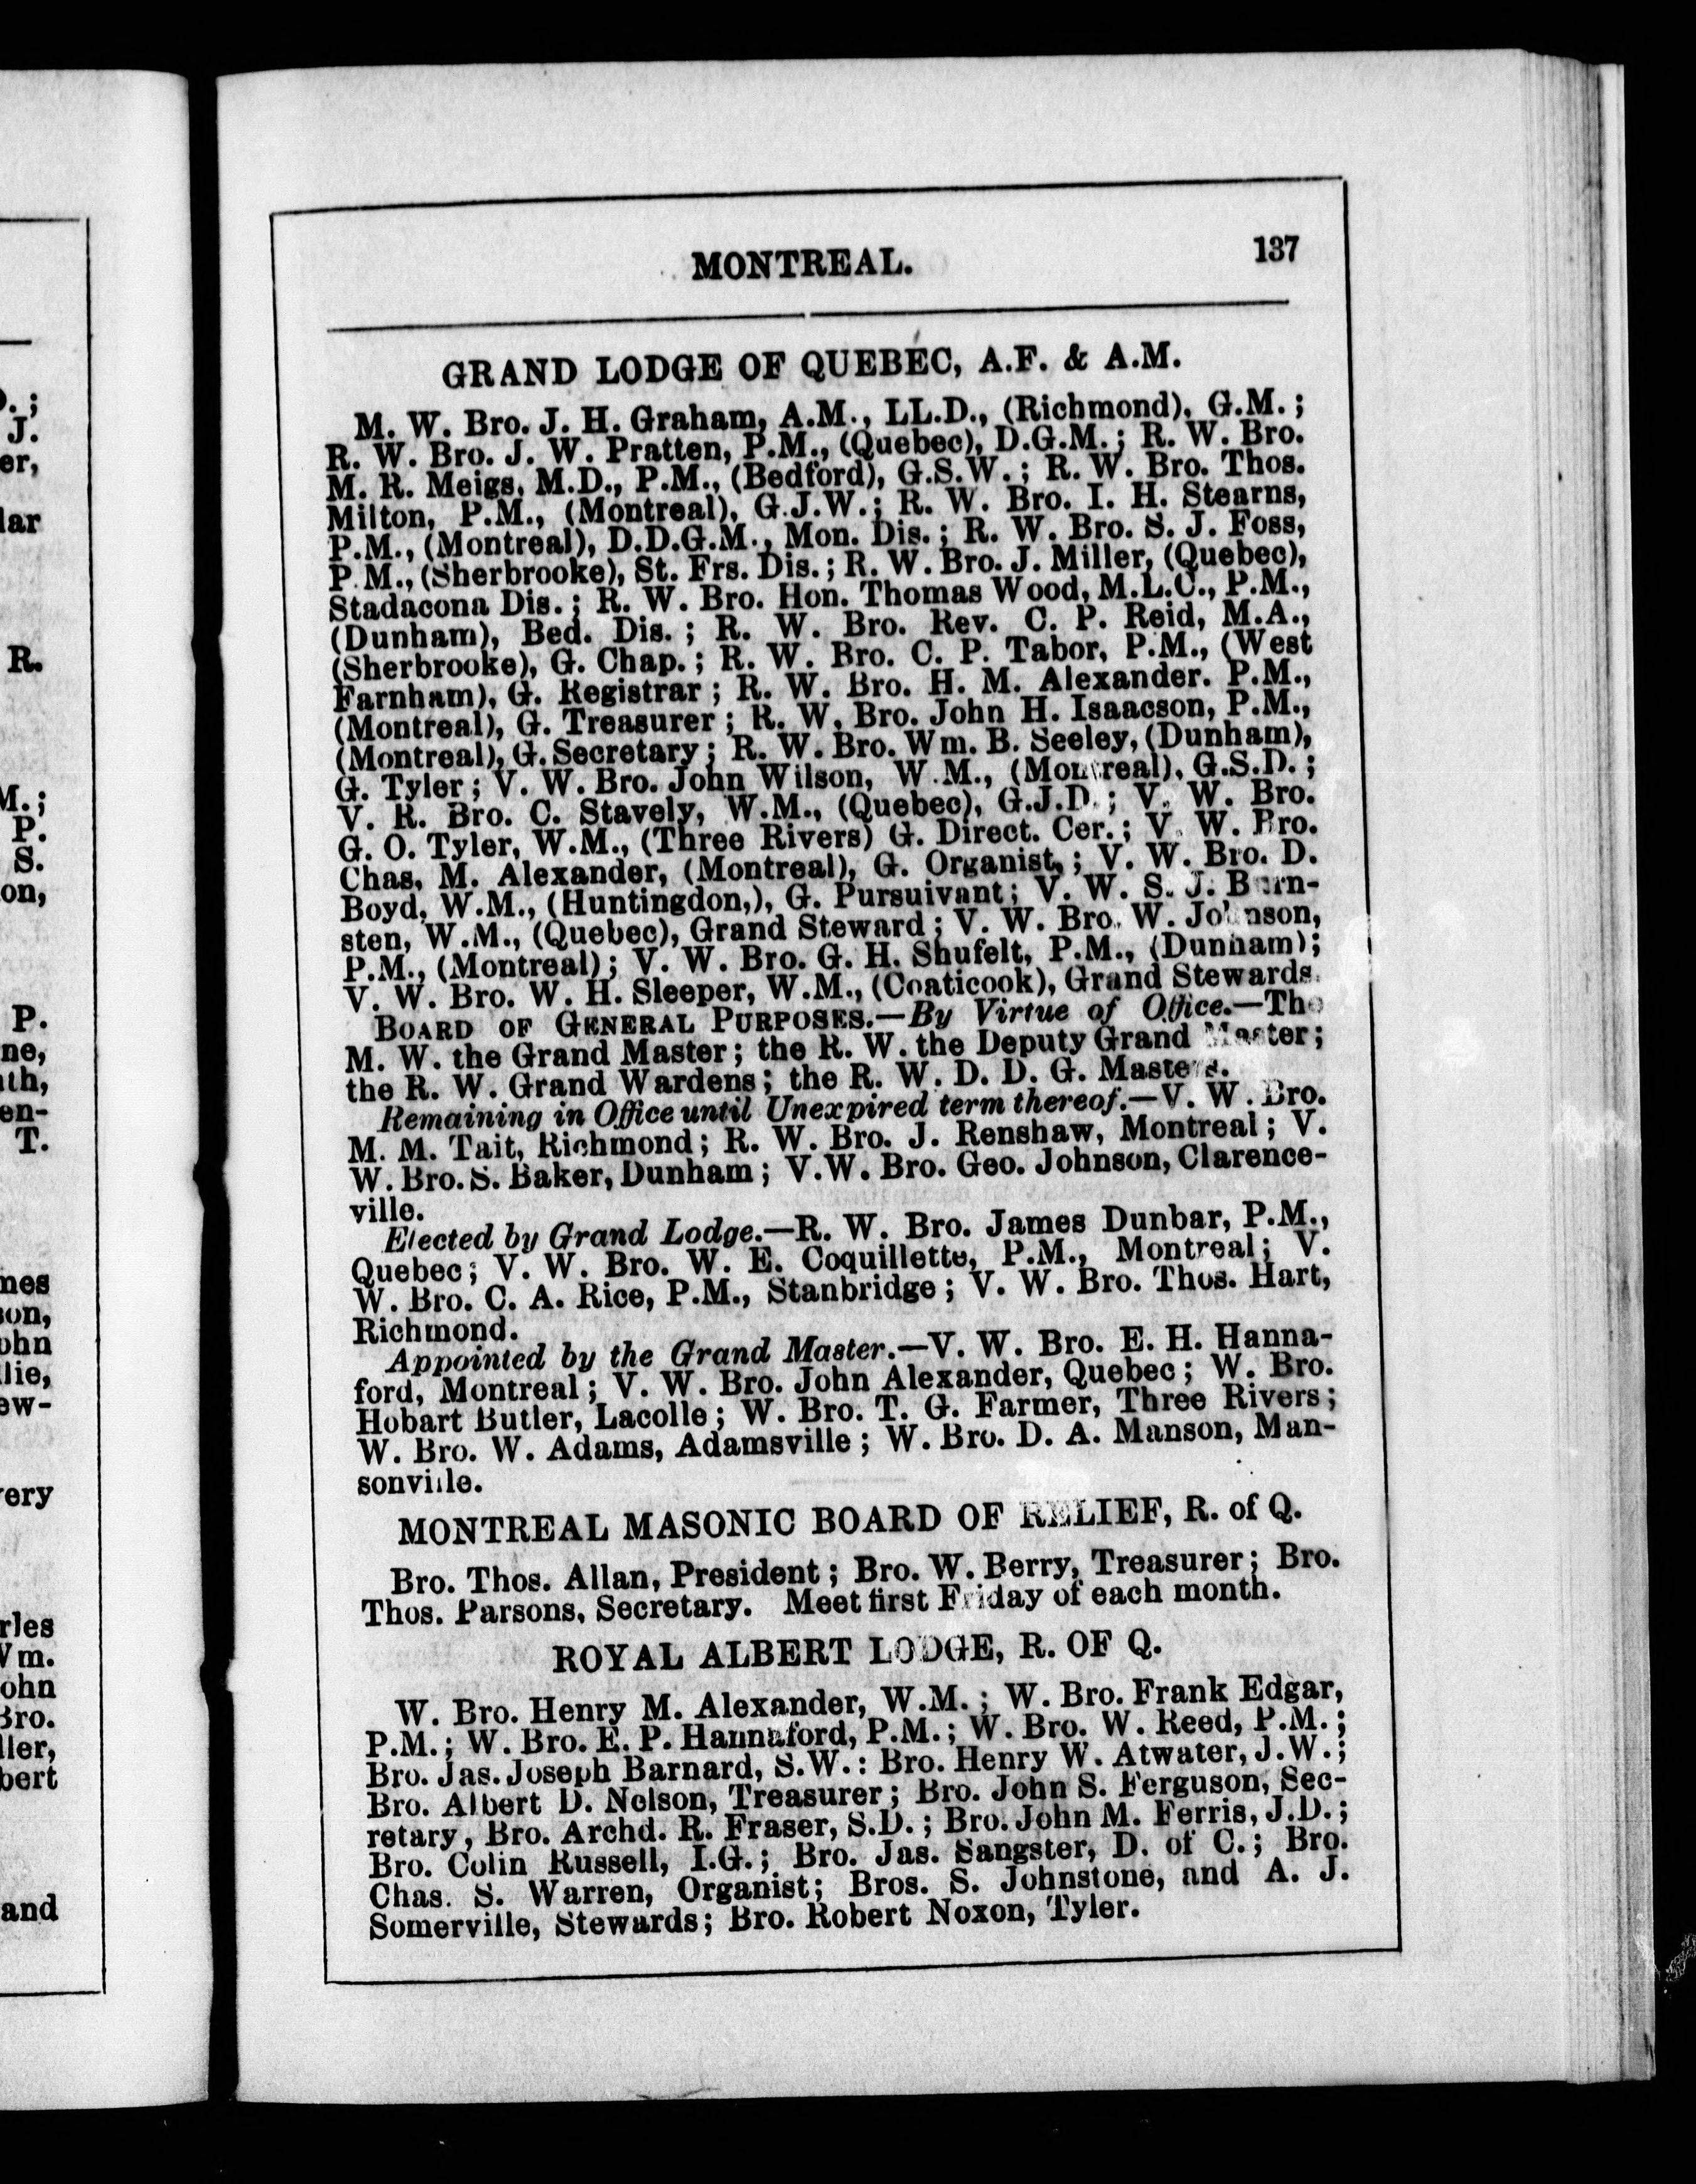 MONTREAL. 137
GRAND LODGE OF QUEBEC, A.F. & A.M.
M. W. Bro. J. H. Graham, A.M., LL.D., (Richmond), G.M.;
R. W. Bro. J. W. Pratten, P.M., (Quebec), D.G.M.; R. W. Bro.
M. R. Meigs, M.D., P.M., (Bedford), G.S.W.; R. W. Bro. Thos.
Milton, P.M., (Montreal), G.J.W.; R. W. Bro. I. H. Stearns,
P.M., (Montreal), D.D.G.M., Mon. Dis.; R. W. Bro. S. J. Foss,
P.M., (Sherbrooke), St. Frs. Dis.; R. W. Bro. J. Miller, (Quebec),
Stadacona Dis.; R. W. Bro. Hon. Thomas Wood, M.L.C., P.M.,
(Dunham), Bed. Dis.; R. W. Bro. Rev. C. P. Reid, M.A.,
(Sherbrooke), G. Chap.; R. W. Bro. C. P. Tabor, P.M., (West
Farnham), G. Registrar; R. W. Bro. H. M. Alexander. P.M.,
(Montreal), G. Treasurer; R. W, Bro. John H. Isaacson, P.M.,
(Montreal), G. Secretary; R. W. Bro. Wm. B. Seeley, (Dunham),
G. Tyler; V. W. Bro. John Wilson, W.M., (Montreal), G.S.D.;
V. R. Bro. C. Stavely, W.M., (Quebec), G.J.D.; V. W. Bro.
G. O. Tyler, W.M., (Three Rivers) G. Direct. Cer.; V. W. Bro.
Chas, M. Alexander, (Montreal), G. Organist,; V. W. Bro. D.
Boyd, W.M., (Huntingdon,), G. Pursuivant; V. W. S. J.
sten, W.M., (Quebec), Grand Steward; V. W. Bro. W. Johnson,
P.M., (Montreal); V. W. Bro. G. H. Shufelt, P.M., (Dunham);
V. W. Bro. W. H. Sleeper, W.M., (Coaticook), Grand Stewards.
BOARD OF GENERAL PURPOSES.—By Virtue of Office.—The
M. W. the Grand Master; the R. W. the Deputy Grand Master;
the R. W. Grand Wardens; the R. W. D. D. G. Masters.
Remaining in Office until Unexpired term thereof.—V. W. Bro.
M. M. Tait, Richmond; R. W. Bro. J. Renshaw, Montreal; V.
W. Bro. S. Baker, Dunham; V.W. Bro. Geo. Johnson, Clarence-
ville.
Elected by Grand Lodge.—R. W. Bro. James Dunbar, P.M.,
Quebec; V. W. Bro. W. E. Coquillette, P.M., Montreal; V.
W. Bro. C. A. Rice, P.M., Stanbridge; V. W. Bro. Thos. Hart,
Richmond.
Appointed by the Grand Master.—V. W. Bro. E. H. Hanna-
ford, Montreal; V. W. Bro. John Alexander, Quebec; W. Bro.
Hobart Butler, Lacolle; W. Bro. T. G. Farmer, Three Rivers;
W. Bro. W. Adams, Adamsville; W. Bro. D. A. Manson, Man-
sonville.
MONTREAL MASONIC BOARD OF RELIEF, R. of Q.
Bro. Thos. Allan, President; Bro. W. Berry, Treasurer; Bro.
Thos. Parsons, Secretary. Meet first Friday of each month.
ROYAL ALBERT LODGE, R. OF Q.
W. Bro. Henry M. Alexander, W.M.; W. Bro. Frank Edgar,
P.M.; W. Bro. E. P. Hannaford, P.M.; W. Bro. W. Reed, P.M.;
Bro. Jas. Joseph Barnard, S.W.: Bro. Henry W. Atwater, J.W.;
Bro. Albert D. Nelson, Treasurer; Bro. John S. Ferguson, Sec-
retary, Bro. Archd. R. Fraser, S.D.; Bro. John M. Ferris, J.D.;
Bro. Colin Russell, I.G.; Bro. Jas. Sangster, D. of C.; Bro.
Chas. S. Warren, Organist; Bros. S. Johnstone, and A. J.
Somerville, Stewards; Bro. Robert Noxon, Tyler.